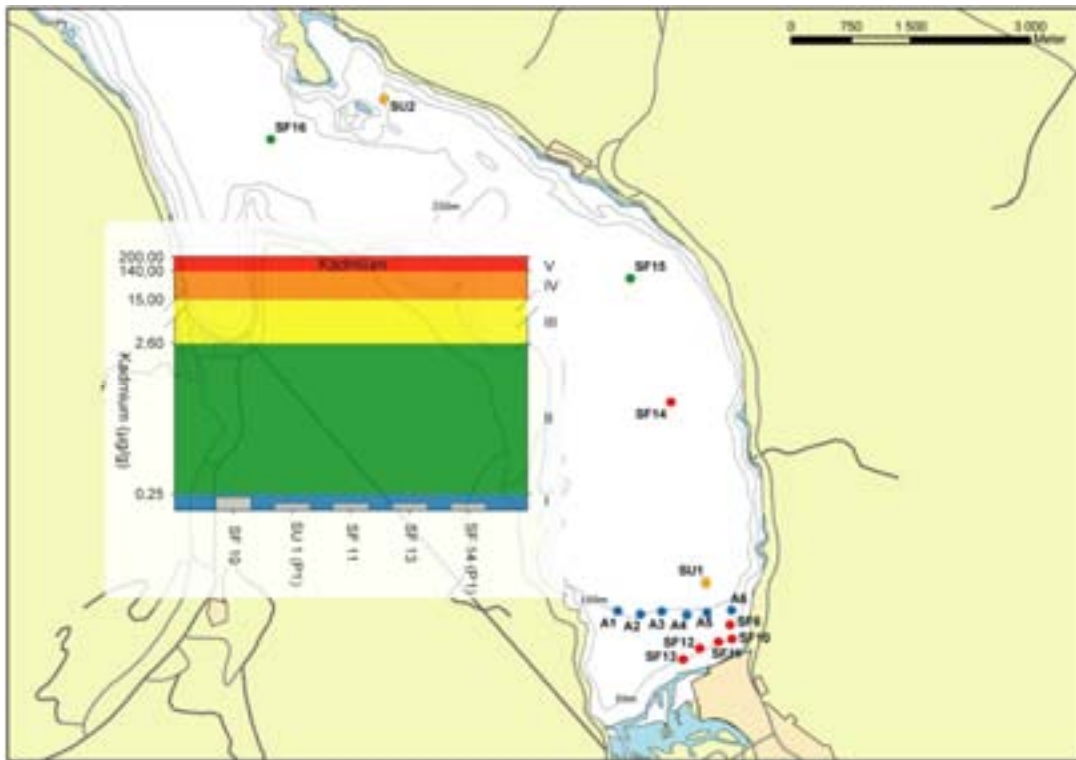 0 750 1 500 3 000
Meter
SU2
SF16
200m
SF15
200.00
140.00
15.00
2.60
0.25
Kadmium (µg/g)
Kadmium
V
IV
III
II
I
SF 10
SU 1 (P1)
SF 11
SF 13
SF 14 (P1)
SF14
SU1
100m
A1
A2
A3
A4
A5
A6
SF9
SF10
SF12
SF13